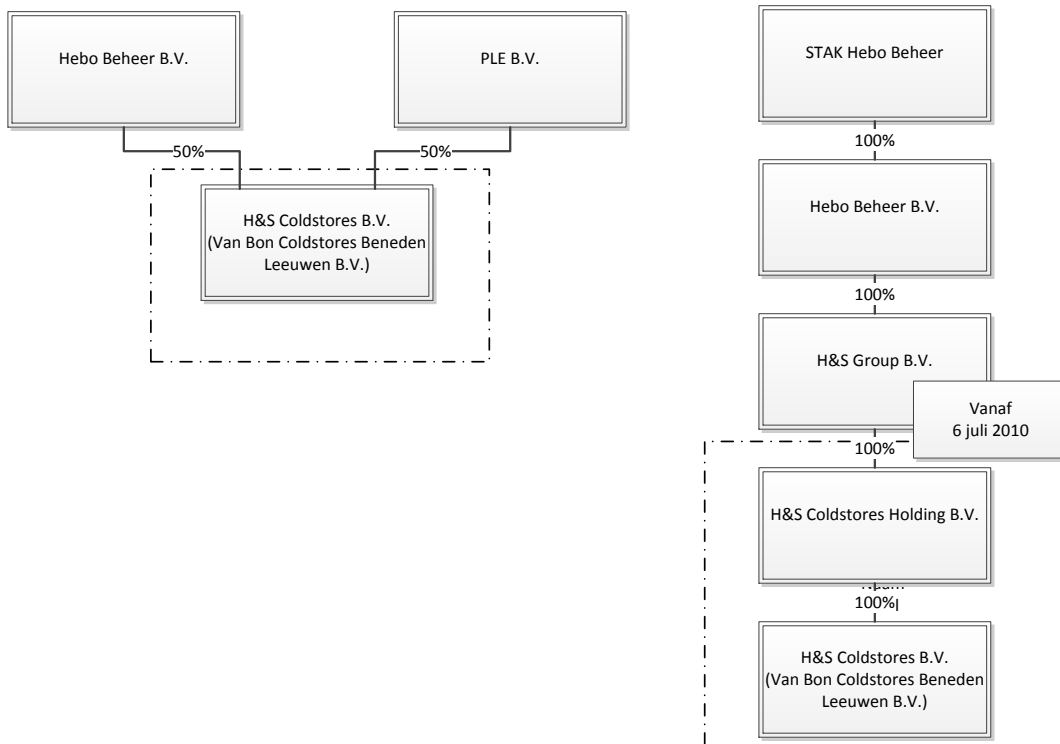 Hebo Beheer B.V.
PLE B.V.
50%
50%
H&S Coldstores B.V.
(Van Bon Coldstores Beneden
Leeuwen B.V.)
STAK Hebo Beheer
100%
Hebo Beheer B.V.
100%
H&S Group B.V.
Vanaf
6 juli 2010
100%
H&S Coldstores Holding B.V.
100%
H&S Coldstores B.V.
(Van Bon Coldstores Beneden
Leeuwen B.V.)